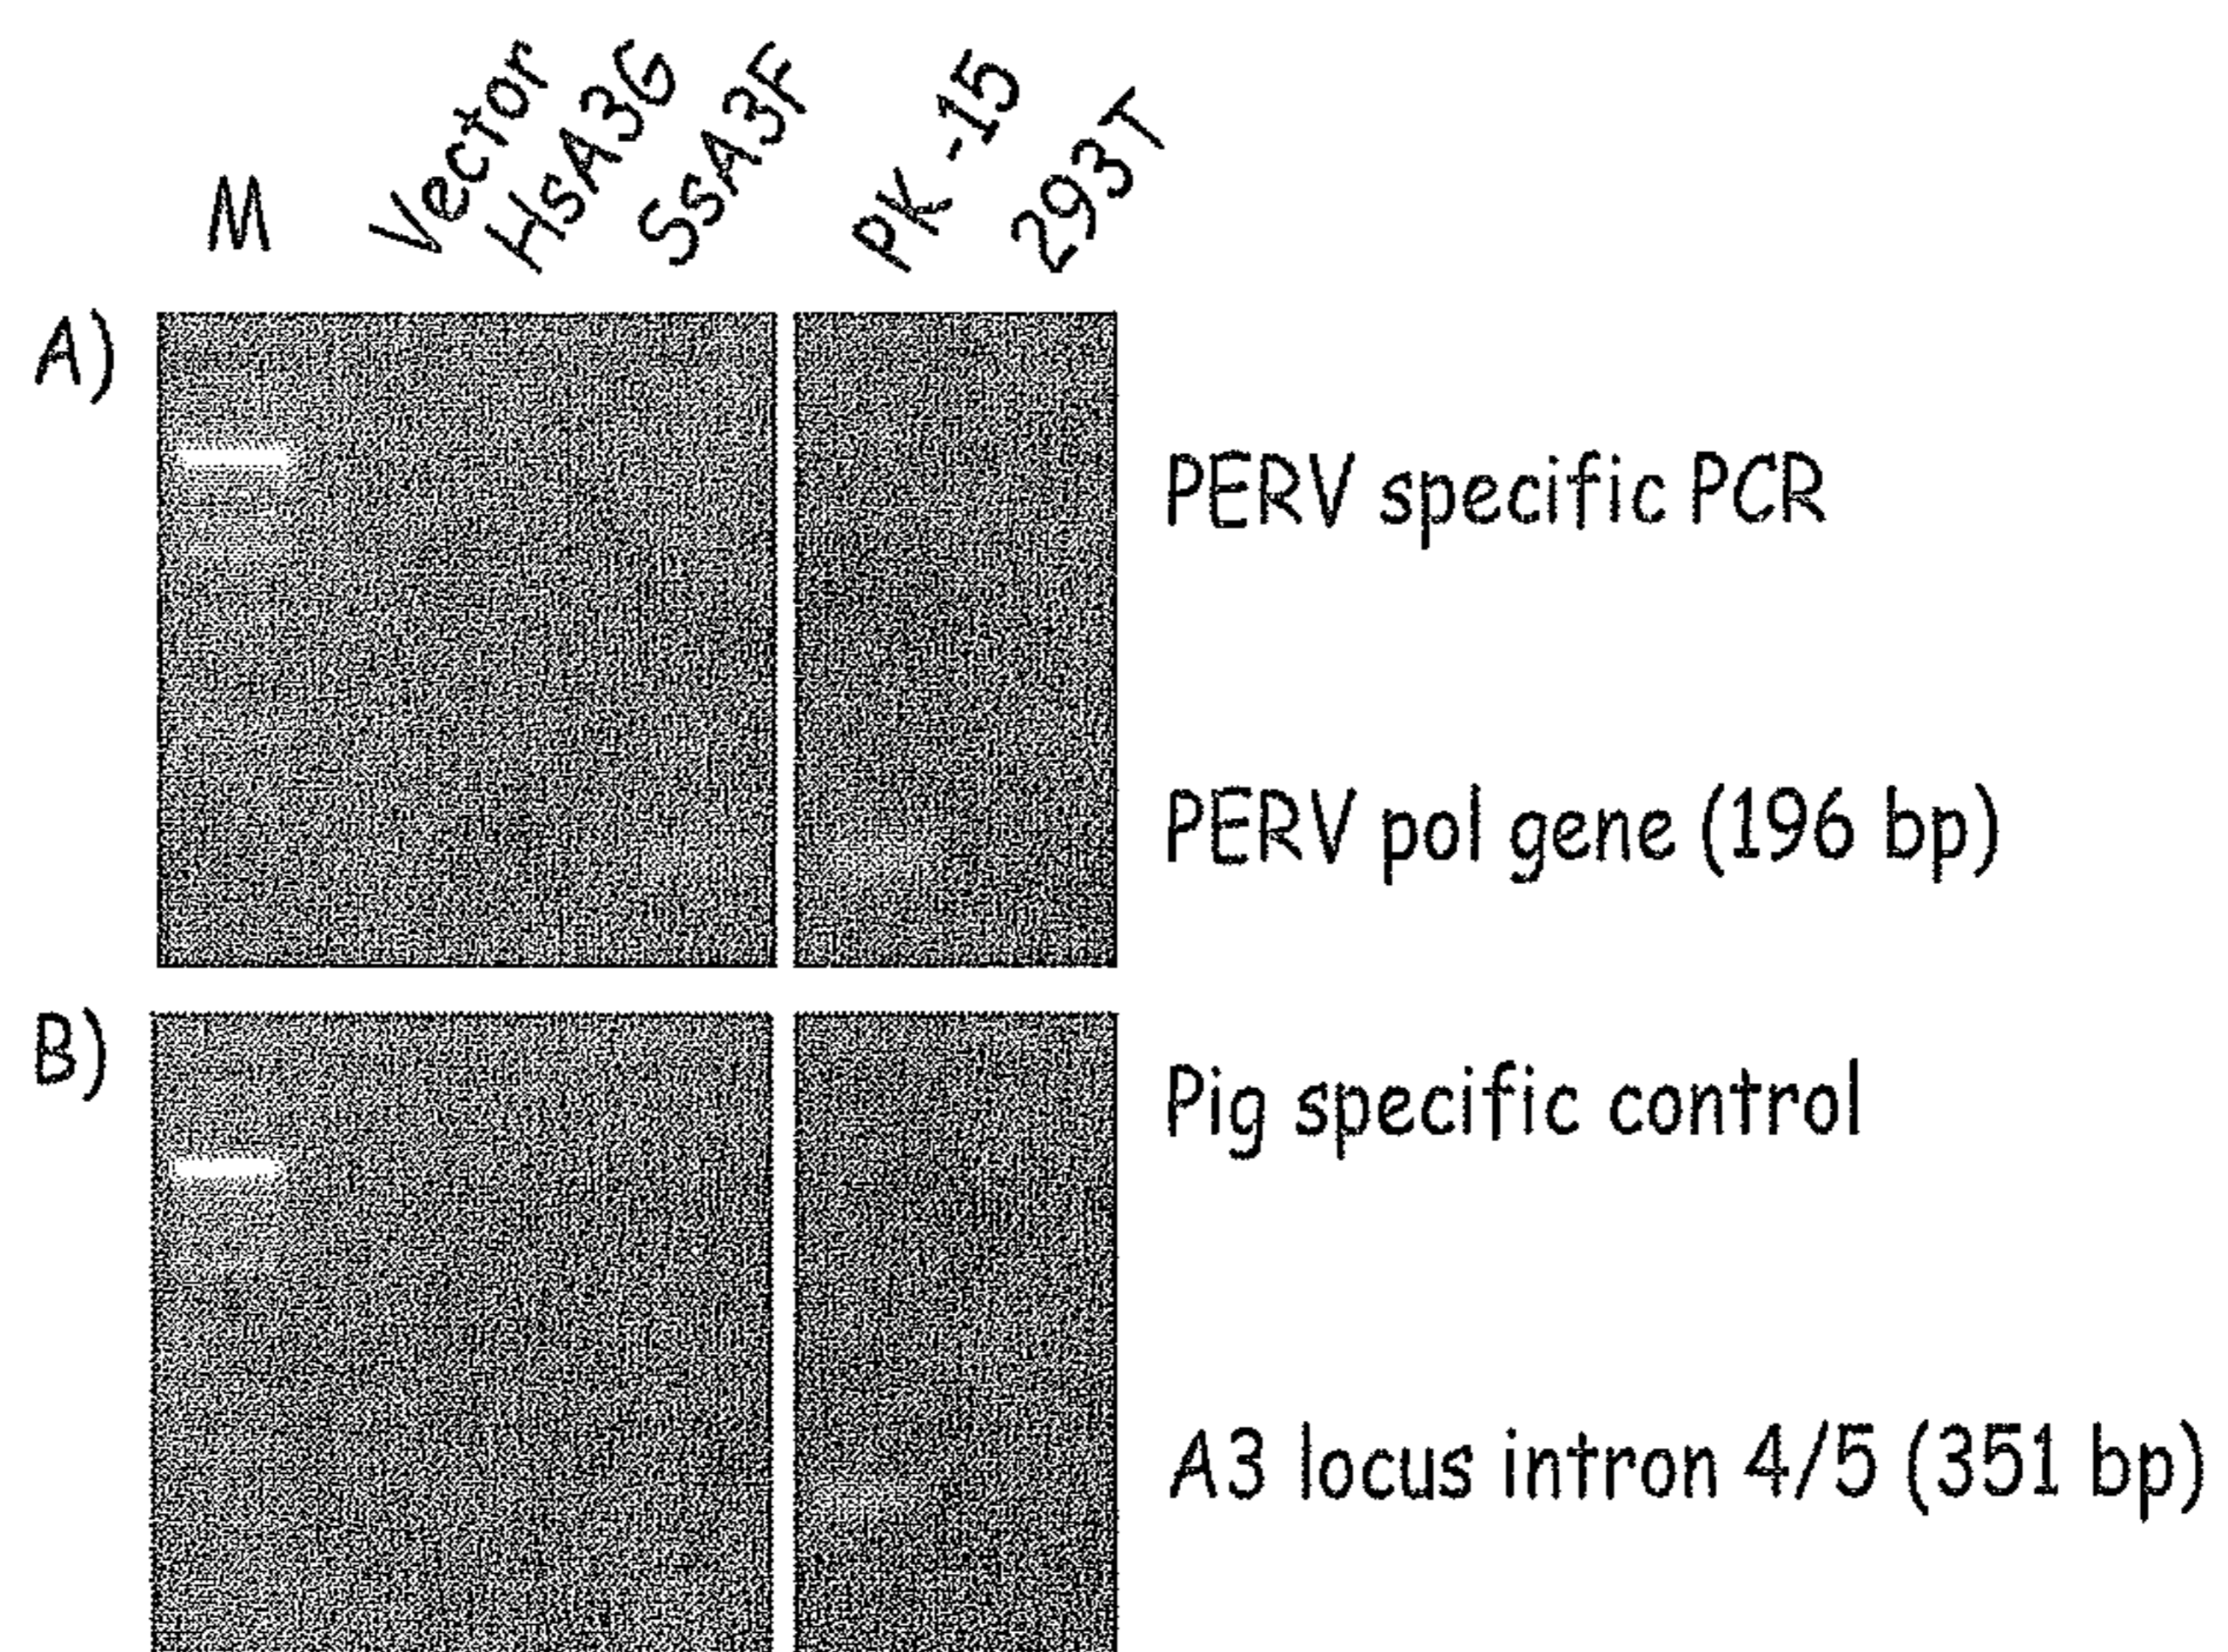 M Vector HsA3G SsA3F PK-15 293T
A)
PERV specific PCR
PERV pol gene (196 bp)
B)
Pig specific control
A3 locus intron 4/5 (351 bp)